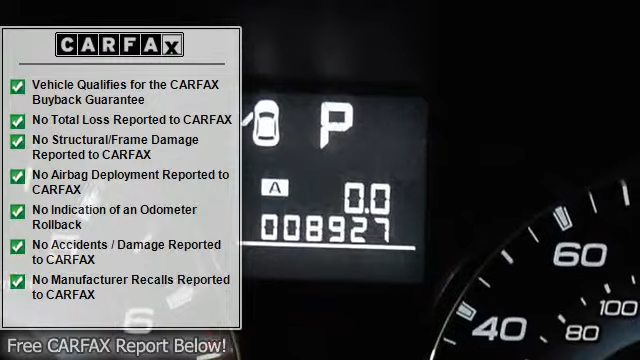 CARFAX
Vehicle Qualifies for the CARFAX
Buyback Guarantee
No Total Loss Reported to CARFAX
No Structural/Frame Damage
Reported to CARFAX
No Airbag Deployment Reported to
CARFAX
No Indication of an Odometer
Rollback
No Accidents / Damage Reported
to CARFAX
No Manufacturer Recalls Reported
to CARFAX
Free CARFAX Report Below!
P
A 0.0
008927
6
40
60
80
100